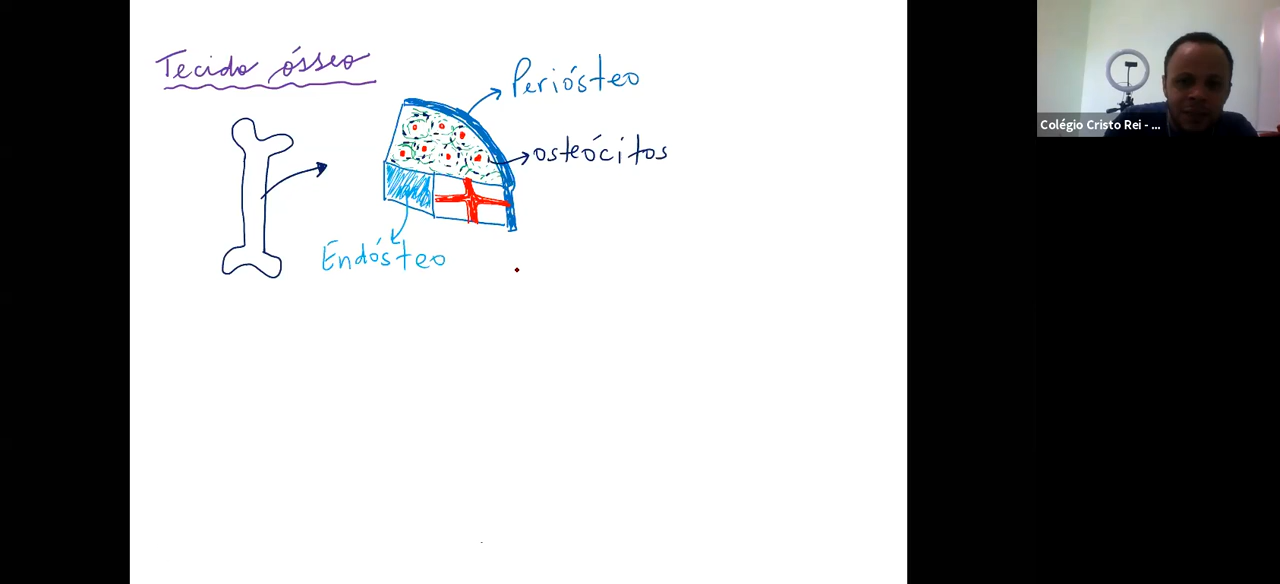 Tecido ósseo
Periósteo
osteócitos
Endósteo
Colégio Cristo Rei - ...